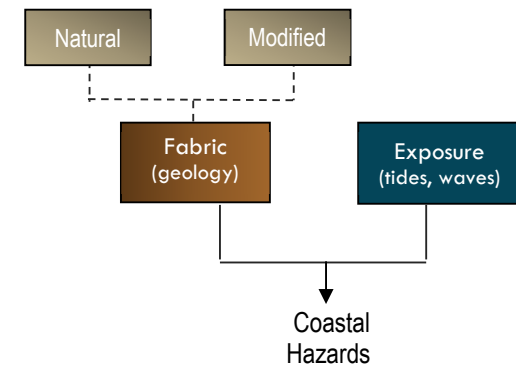 Natural
Modified
Fabric
(geology)
Exposure
(tides, waves)
Coastal
Hazards